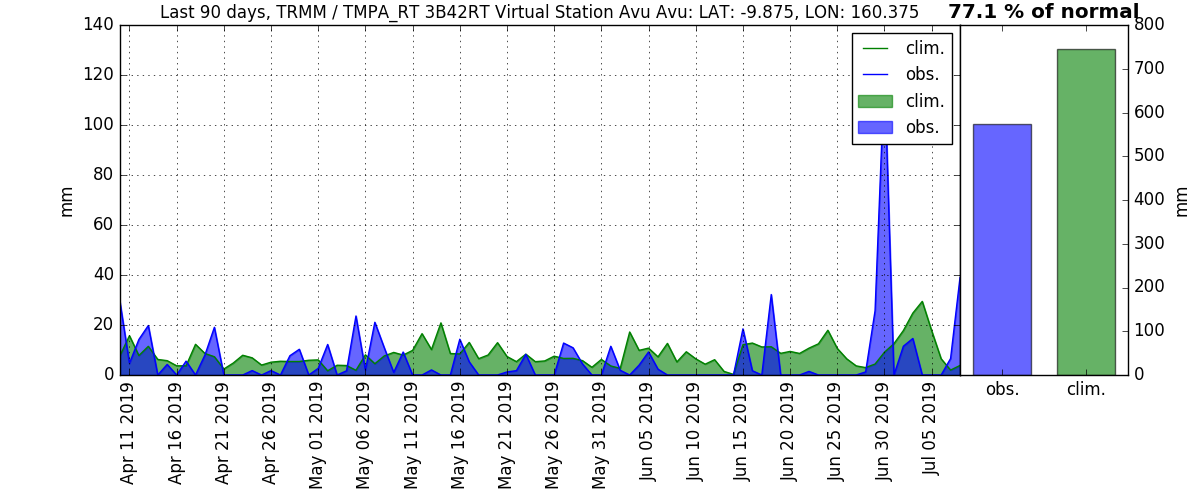 Last 90 days, TRMM / TMPA_RT 3B42RT Virtual Station Avu Avu: LAT: -9.875, LON: 160.375
77.1 % of normal
140
120
100
80
60
40
20
0
mm
clim.
obs.
clim.
obs.
Apr 11 2019
Apr 16 2019
Apr 21 2019
Apr 26 2019
May 01 2019
May 06 2019
May 11 2019
May 16 2019
May 21 2019
May 26 2019
May 31 2019
Jun 05 2019
Jun 10 2019
Jun 15 2019
Jun 20 2019
Jun 25 2019
Jun 30 2019
Jul 05 2019
800
700
600
500
400
300
200
100
0
mm
obs.
clim.